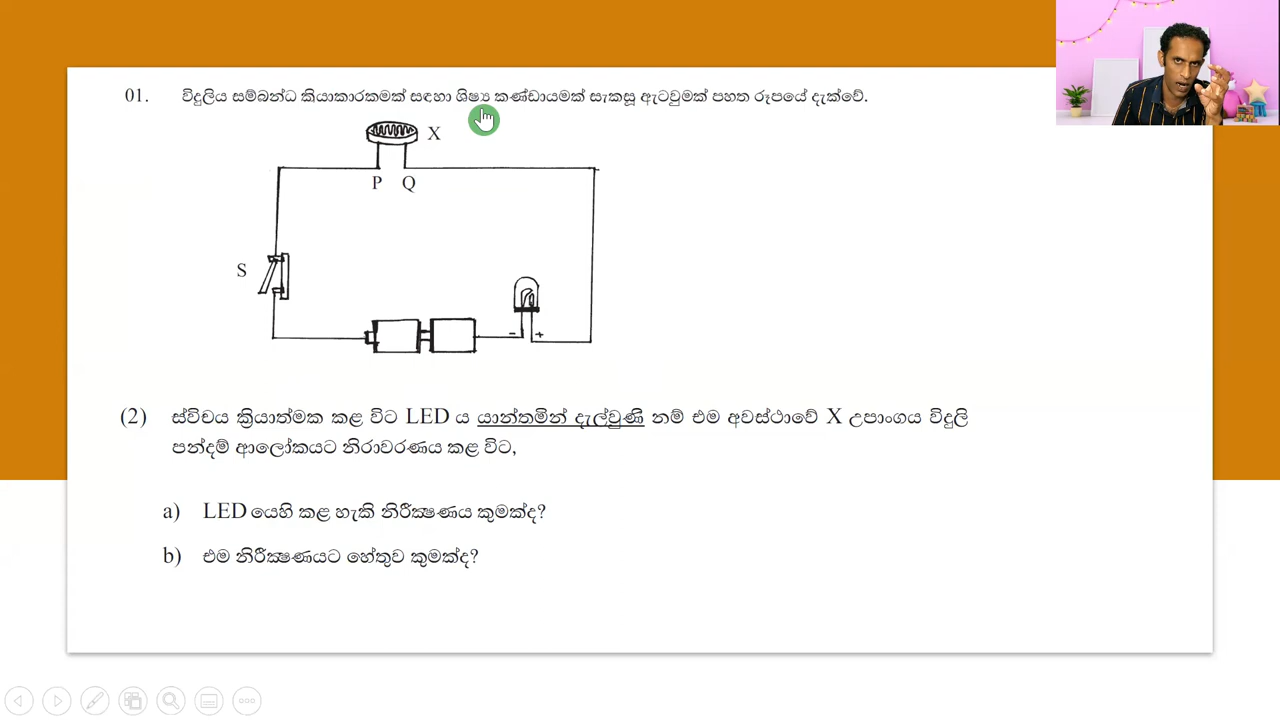 01. විදුලිය සම්බන්ධ කියාකාරකමක් සඳහා ශිෂ්‍ය කණ්ඩායමක් සැකසූ ඇටවුමක් පහත රූපයේ දැක්වේ.
X
P Q
S
- +
(2) ස්විචය ක්‍රියාත්මක කළ විට LED ය යාන්තමින් දැල්වුණි නම් එම අවස්ථාවේ X උපාංගය විදුලි
පන්දම් ආලෝකයට නිරාවරණය කළ විට,
a) LED යෙහි කළ හැකි නිරීක්‍ෂණය කුමක්ද?
b) එම නිරීක්‍ෂණයට හේතුව කුමක්ද?